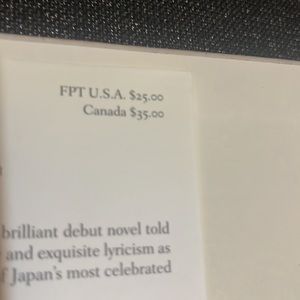 FPT U.S.A. $25.00
Canada $35.00
brilliant debut novel told
and exquisite lyricism as
f Japan's most celebrated